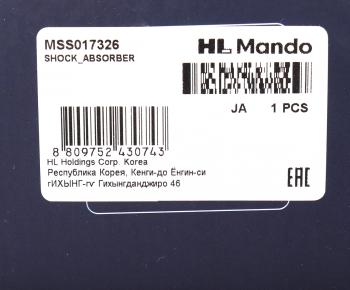 MSS017326
SHOCK_ABSORBER
HL Mando
JA 1 PCS
8 809752 430743
HL Holdings Corp. Korea
Республика Корея, Кенги-до Ёнгин-си
гИХЫНГ-гу Гихынгданджиро 46
EAC